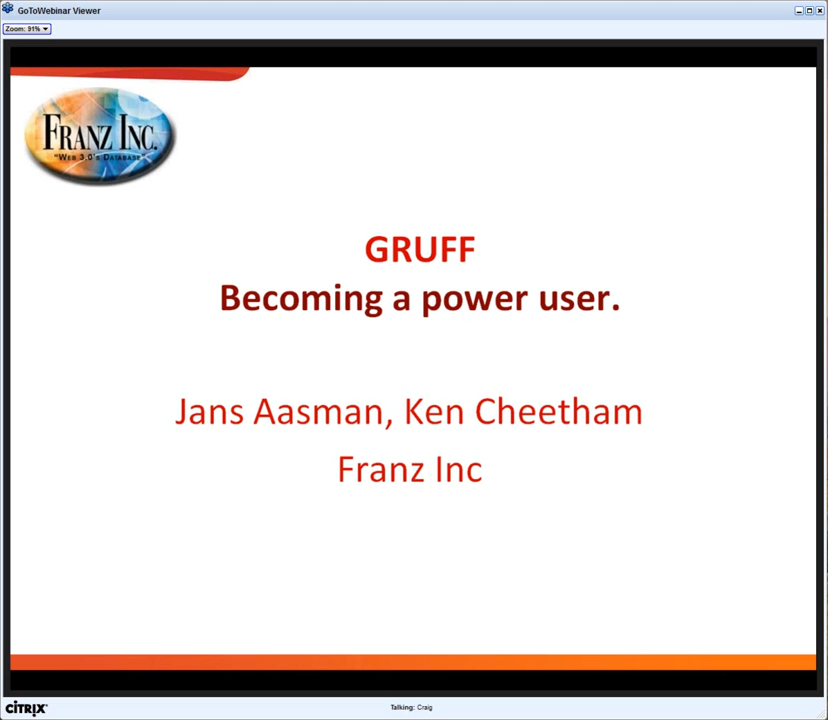 GoToWebinar Viewer
Zoom: 91%
FRANZ INC.
"WEB 3.0'S DATABASE"
GRUFF
Becoming a power user.
Jans Aasman, Ken Cheetham
Franz Inc
CITRIX
Talking: Craig